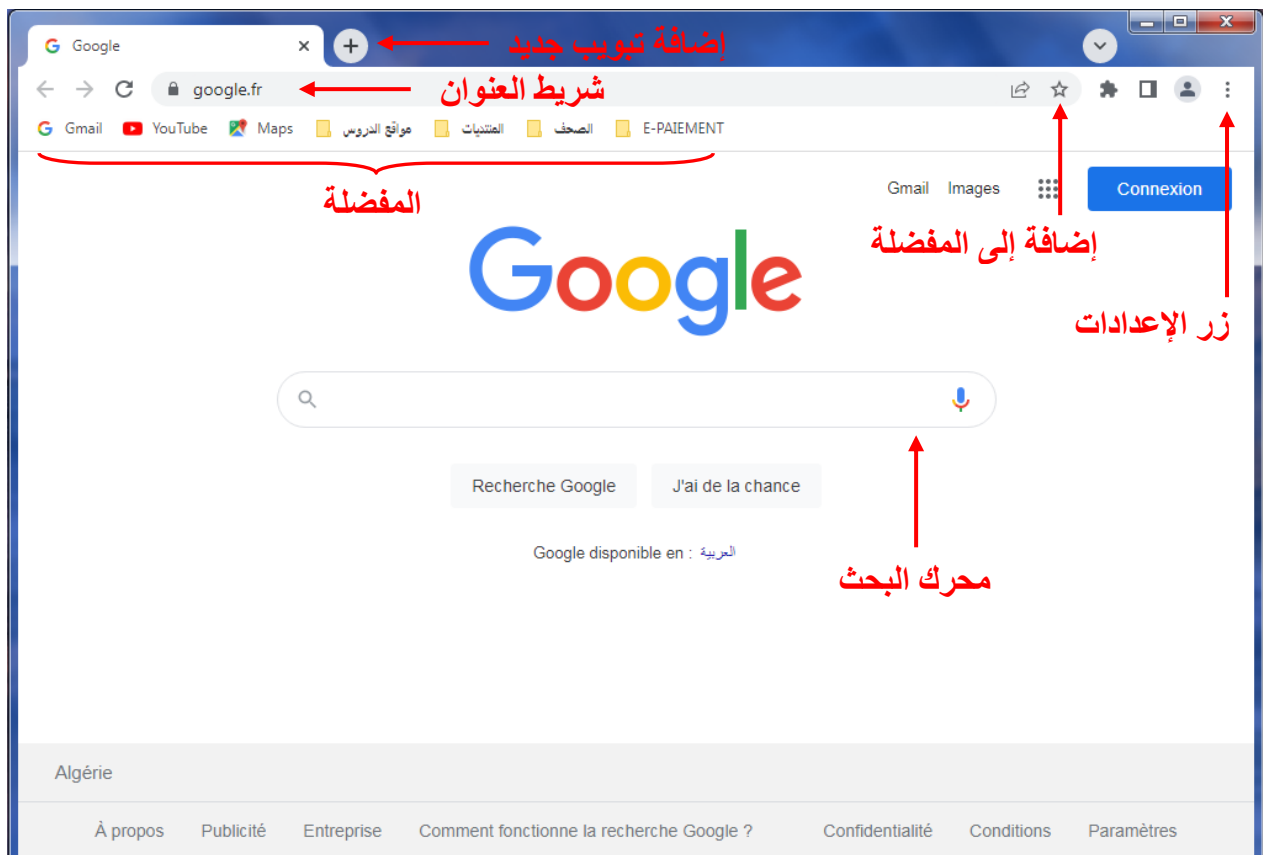 Google
إضافة تبويب جديد
google.fr
شريط العنوان
Gmail YouTube Maps مواقع الدروس المنتديات الصحف E-PAIEMENT
المفضلة
Gmail Images Connexion
إضافة إلى المفضلة
Google
زر الإعدادات
Recherche Google J'ai de la chance
Google disponible en : العربية
محرك البحث
Algérie
À propos Publicité Entreprise Comment fonctionne la recherche Google ? Confidentialité Conditions Paramètres